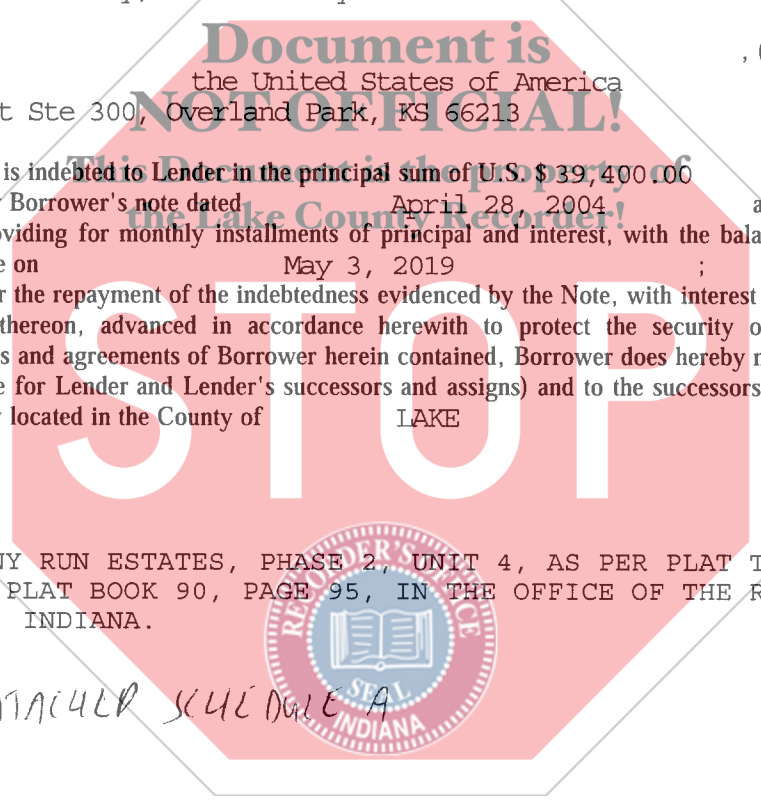 Document is
, (
the United States of America
NOT OFFICIAL!
t Ste 300, Overland Park, KS 66213
This Document is the property of
is indebted to Lender in the principal sum of U.S. $ 39,400.00
Borrower's note dated April 28, 2004 a
the Lake County Recorder!
oviding for monthly installments of principal and interest, with the bala
e on May 3, 2019 ;
r the repayment of the indebtedness evidenced by the Note, with interest
thereon, advanced in accordance herewith to protect the security o
s and agreements of Borrower herein contained, Borrower does hereby m
e for Lender and Lender's successors and assigns) and to the successors
located in the County of LAKE
STOP
NY RUN ESTATES, PHASE 2, UNIT 4, AS PER PLAT T
PLAT BOOK 90, PAGE 95, IN THE OFFICE OF THE R
INDIANA.
RECORDER'S OFFICE
SEAL
INDIANA
TTACHED SCHEDULE A